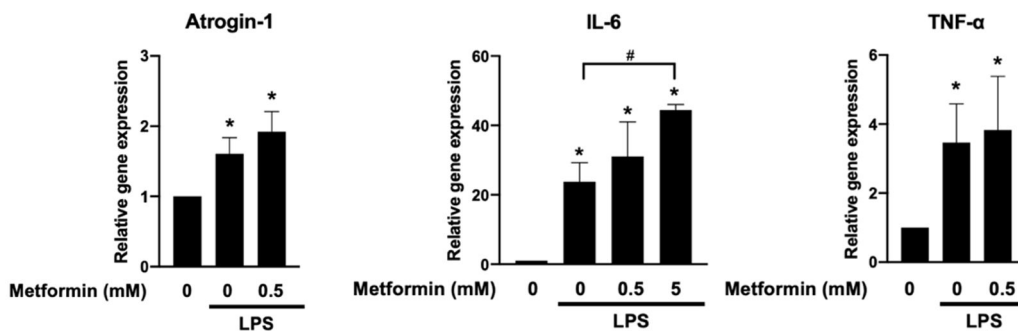 Atrogin-1
Relative gene expression
3
2
1
0
*
*
Metformin (mM) 0 0 0.5
LPS
IL-6
Relative gene expression
60
40
20
0
#
*
*
*
0 0 0.5 5
LPS
TNF-α
Relative gene expression
6
4
2
0
*
*
Metformin (mM) 0 0 0.5
LPS